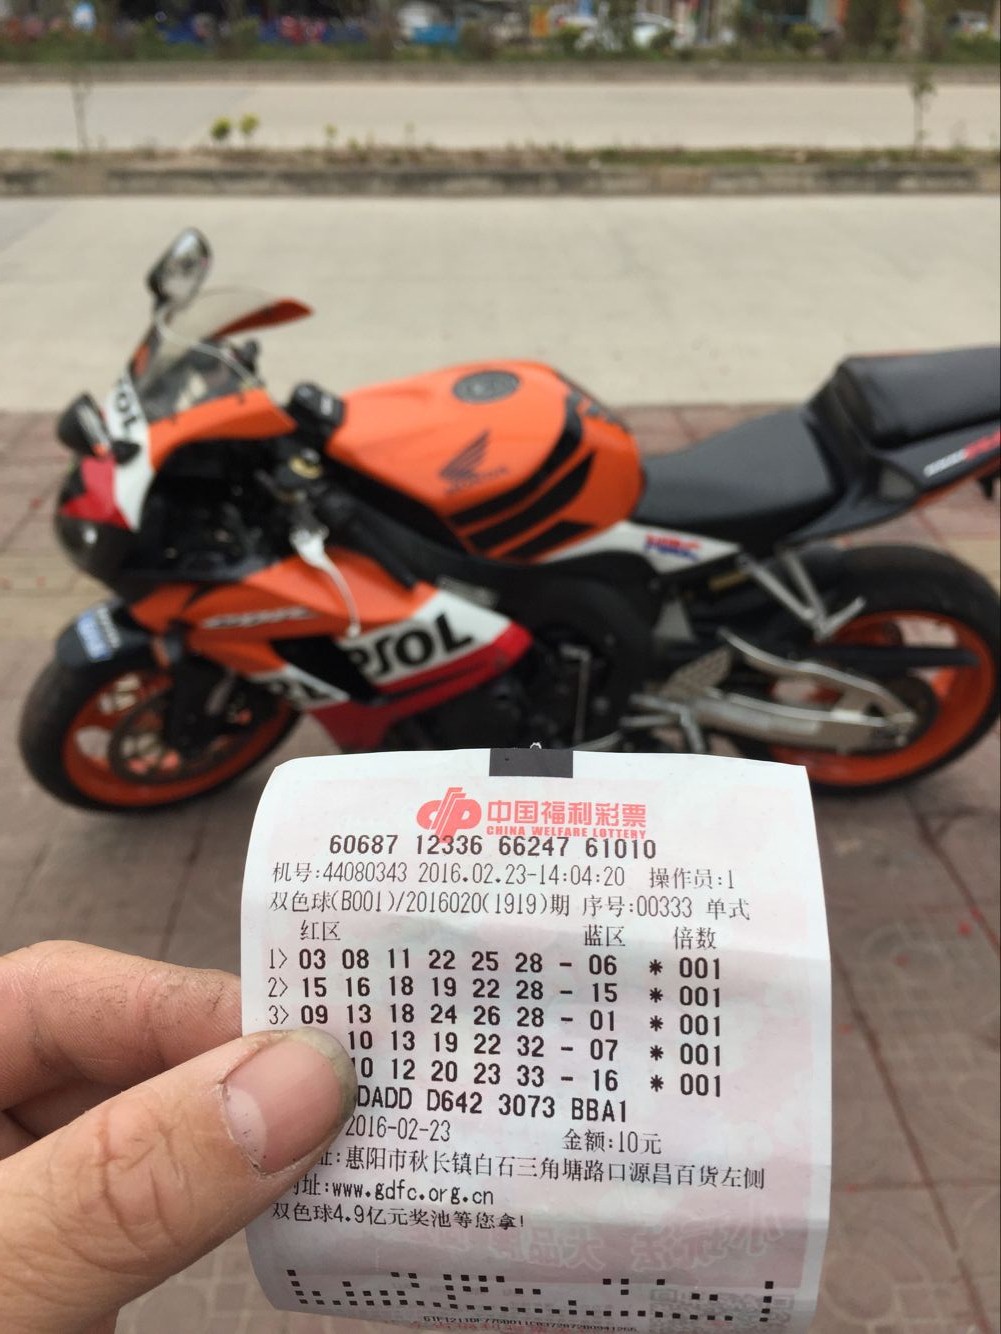 HONDA
HRC
PSOL
中国福利彩票
CHINA WELFARE LOTTERY
60687 12336 66247 61010
机号:44080343 2016.02.23-14:04:20 操作员:1
双色球(B001)/2016020(1919)期 序号:00333 单式
红区 蓝区 倍数
1> 03 08 11 22 25 28 - 06 * 001
2> 15 16 18 19 22 28 - 15 * 001
3> 09 13 18 24 26 28 - 01 * 001
10 13 19 22 32 - 07 * 001
10 12 20 23 33 - 16 * 001
DADD D642 3073 BBA1
2016-02-23 金额:10元
址:惠阳市秋长镇白石三角塘路口源昌百货左侧
网址:www.gdfc.org.cn
双色球4.9亿元奖池等您拿!